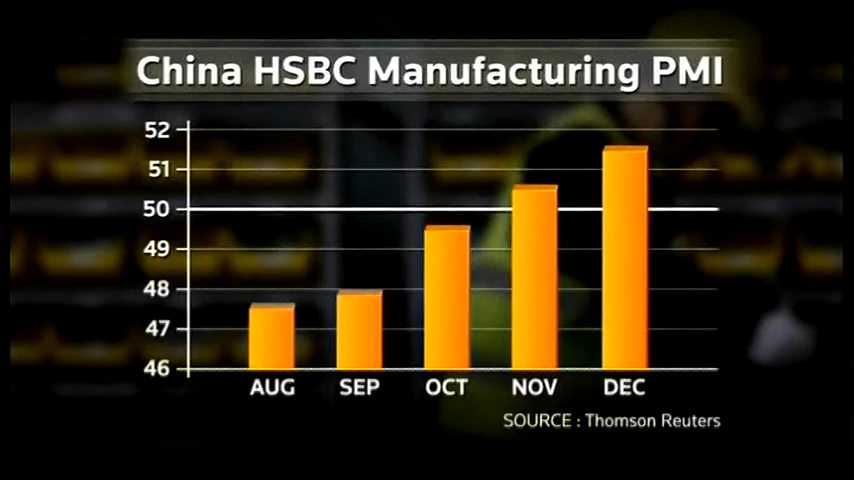 China HSBC Manufacturing PMI
52
51
50
49
48
47
46
AUG SEP OCT NOV DEC
SOURCE : Thomson Reuters